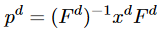 p^d = (F^d)^{-1} x^d F^d